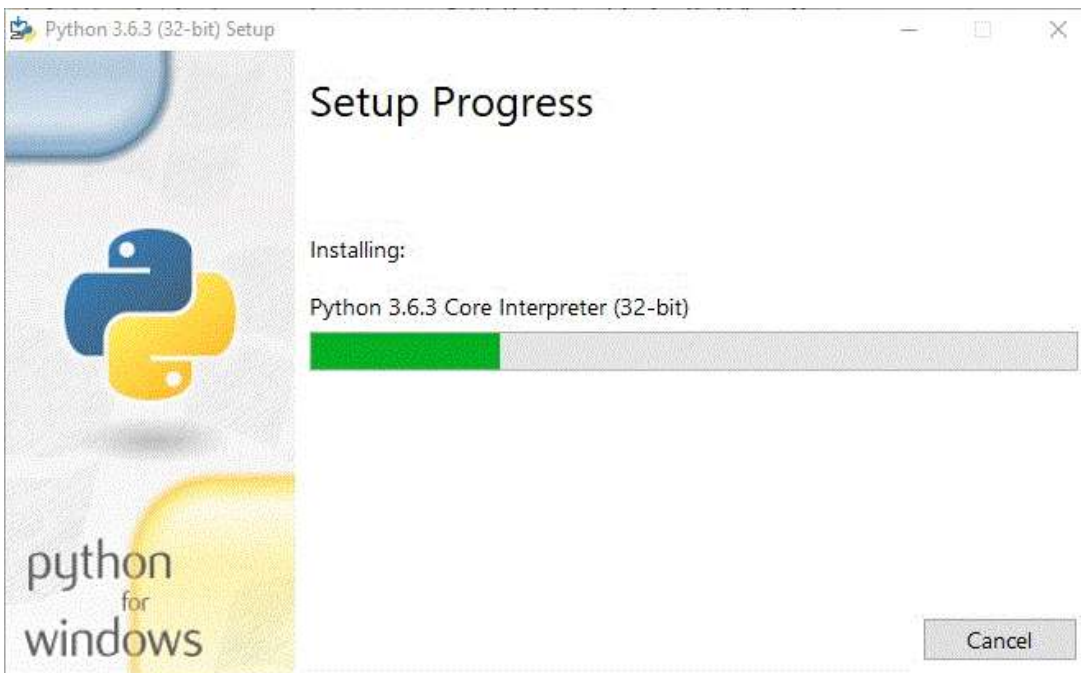 Python 3.6.3 (32-bit) Setup
Setup Progress
Installing:
Python 3.6.3 Core Interpreter (32-bit)
python
for
windows
Cancel